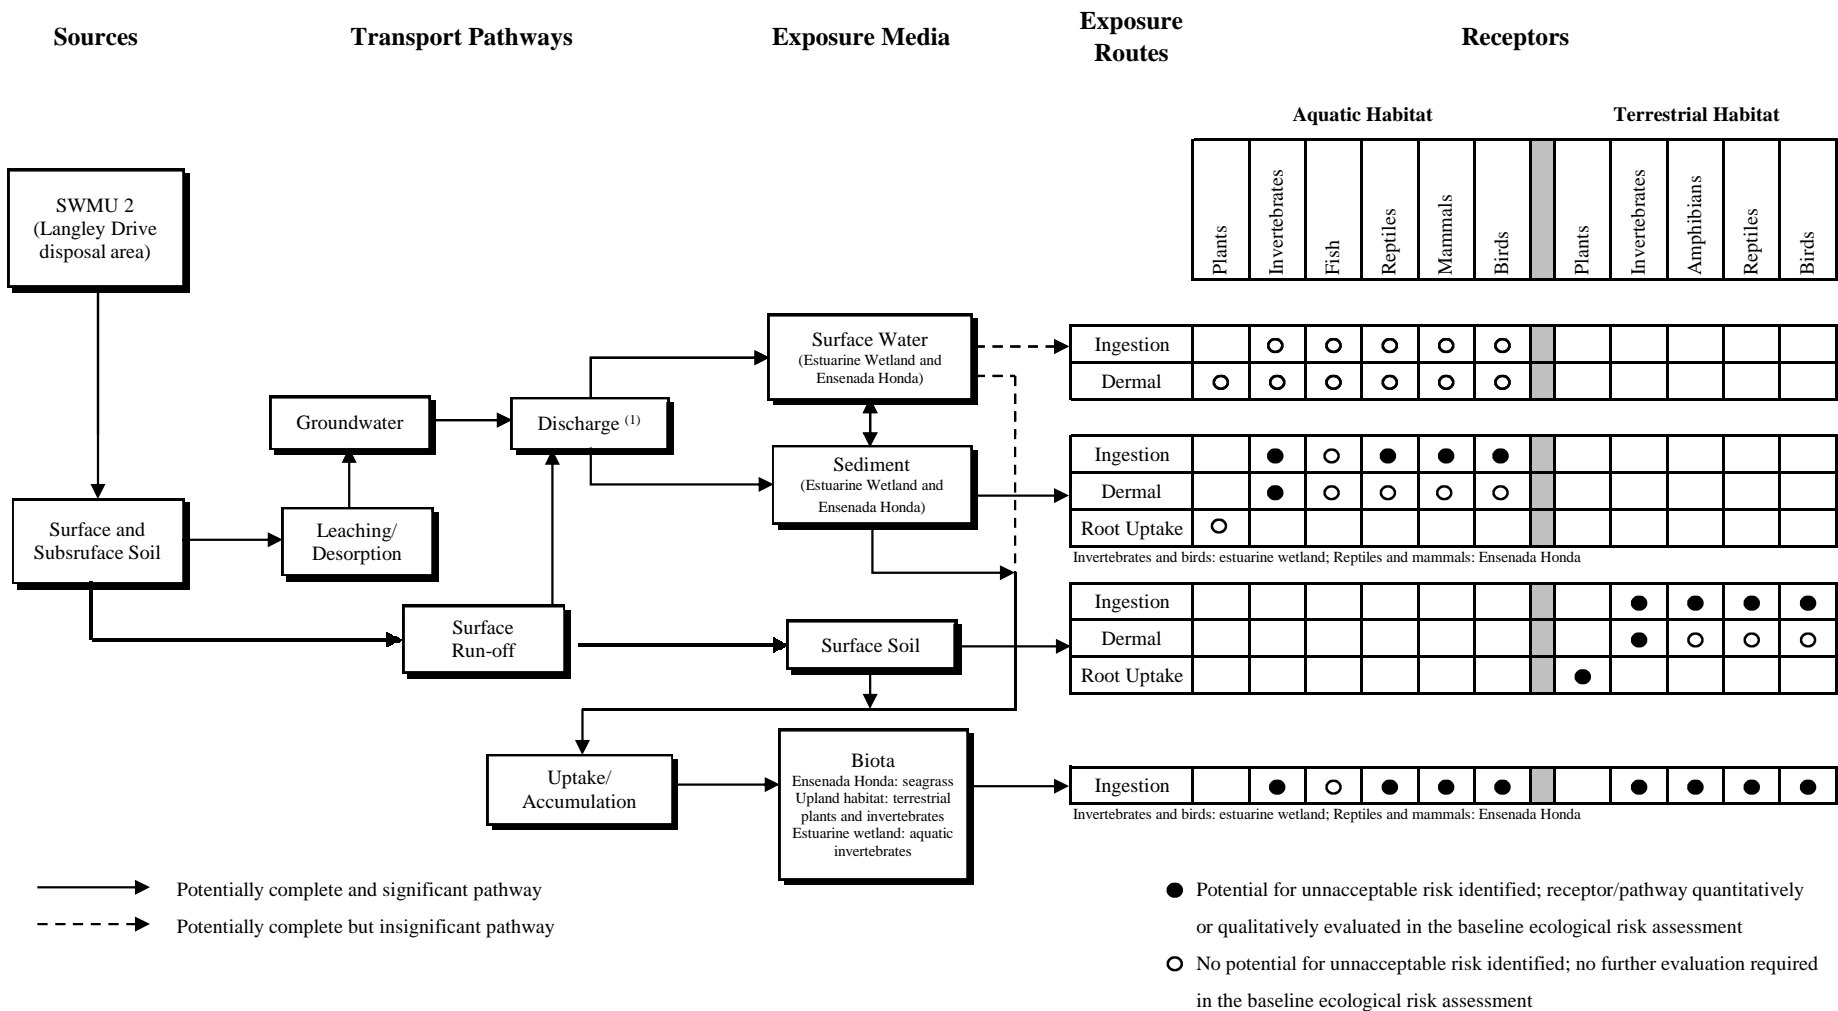 Sources
Transport Pathways
Exposure Media
Exposure
Routes
Receptors
Aquatic Habitat
Terrestrial Habitat
Plants
Invertebrates
Fish
Reptiles
Mammals
Birds
Plants
Invertebrates
Amphibians
Reptiles
Birds
SWMU 2
(Langley Drive
disposal area)
Surface and
Subsruface Soil
Groundwater
Leaching/
Desorption
Discharge (1)
Surface
Run-off
Surface Water
(Estuarine Wetland and
Ensenada Honda)
Sediment
(Estuarine Wetland and
Ensenada Honda)
Surface Soil
Uptake/
Accumulation
Biota
Ensenada Honda: seagrass
Upland habitat: terrestrial
plants and invertebrates
Estuarine wetland: aquatic
invertebrates
Ingestion
Dermal
Ingestion
Dermal
Root Uptake
Invertebrates and birds: estuarine wetland; Reptiles and mammals: Ensenada Honda
Ingestion
Dermal
Root Uptake
Ingestion
Invertebrates and birds: estuarine wetland; Reptiles and mammals: Ensenada Honda
Potentially complete and significant pathway
Potentially complete but insignificant pathway
Potential for unnacceptable risk identified; receptor/pathway quantitatively
or qualitatively evaluated in the baseline ecological risk assessment
No potential for unnacceptable risk identified; no further evaluation required
in the baseline ecological risk assessment